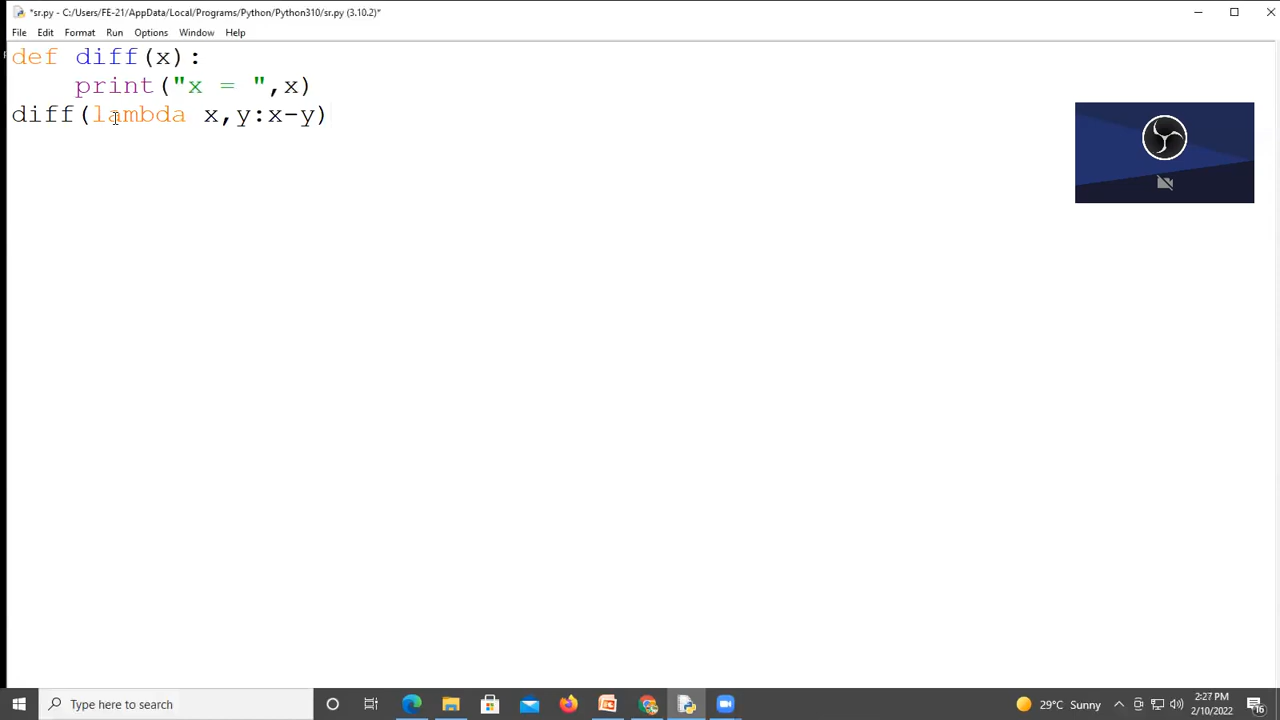 *sr.py - C:/Users/FE-21/AppData/Local/Programs/Python/Python310/sr.py (3.10.2)*
File Edit Format Run Options Window Help
def diff(x):
    print("x = ",x)
diff(lambda x,y:x-y)
Type here to search
29°C Sunny
2:27 PM
2/10/2022
16